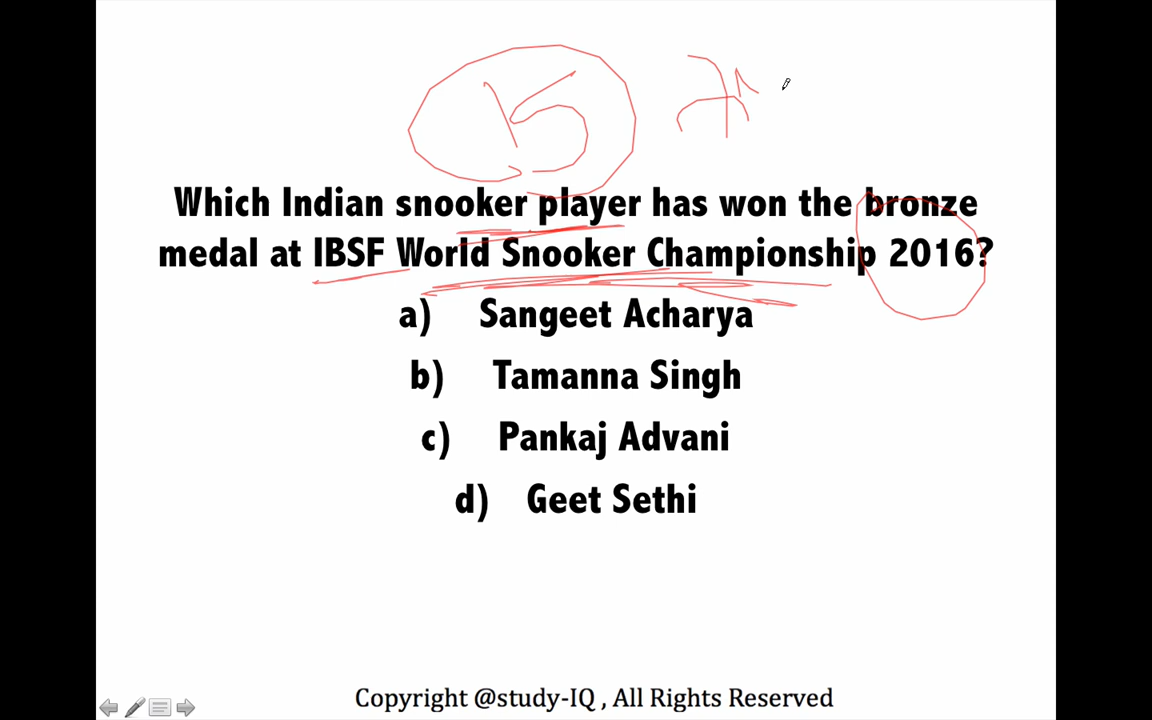 15
Which Indian snooker player has won the bronze
medal at IBSF World Snooker Championship 2016?
a) Sangeet Acharya
b) Tamanna Singh
c) Pankaj Advani
d) Geet Sethi
Copyright @study-IQ , All Rights Reserved